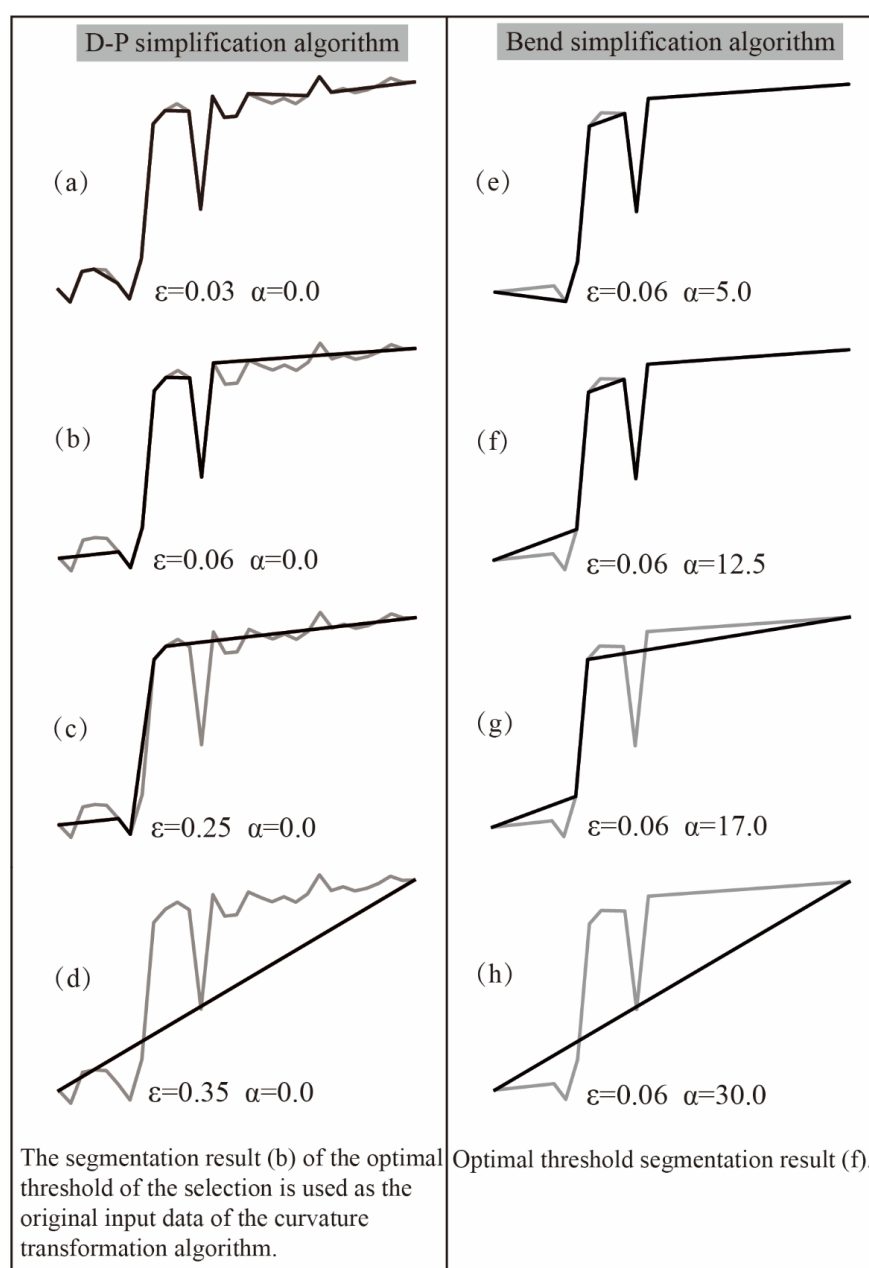 D-P simplification algorithm
(a)
ε=0.03 α=0.0
(b)
ε=0.06 α=0.0
(c)
ε=0.25 α=0.0
(d)
ε=0.35 α=0.0
The segmentation result (b) of the optimal
threshold of the selection is used as the
original input data of the curvature
transformation algorithm.
Bend simplification algorithm
(e)
ε=0.06 α=5.0
(f)
ε=0.06 α=12.5
(g)
ε=0.06 α=17.0
(h)
ε=0.06 α=30.0
Optimal threshold segmentation result (f).